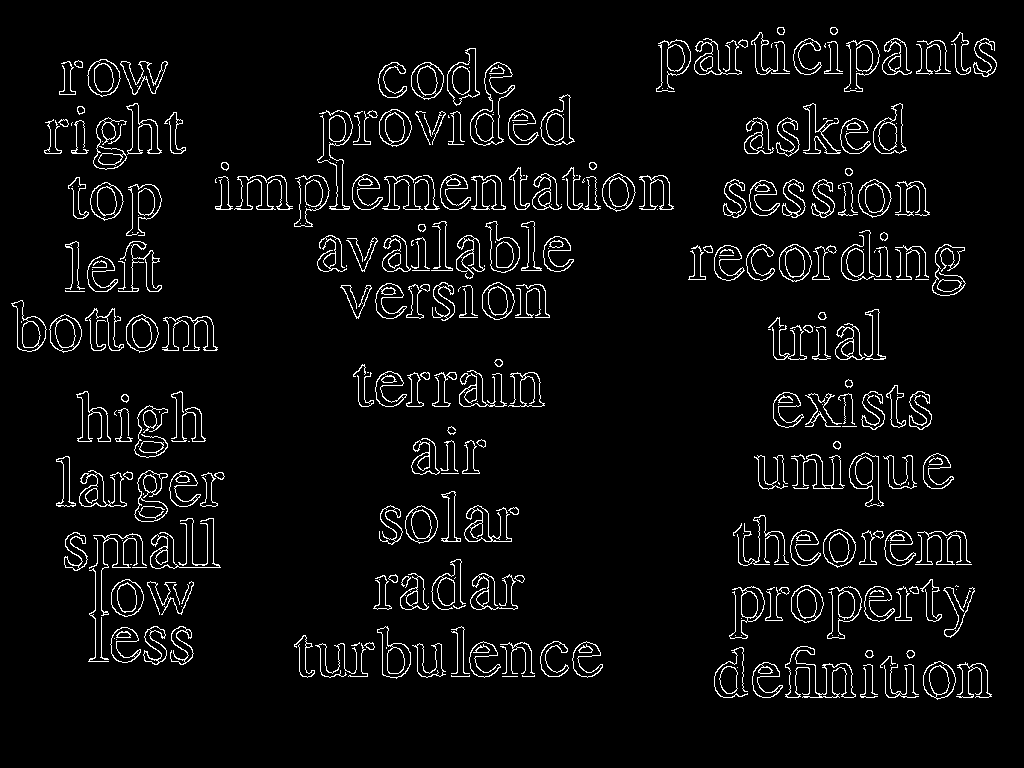 row
right
top
left
bottom
high
larger
small
low
less
code
provided
implementation
available
version
terrain
air
solar
radar
turbulence
participants
asked
session
recording
trial
exists
unique
theorem
property
definition